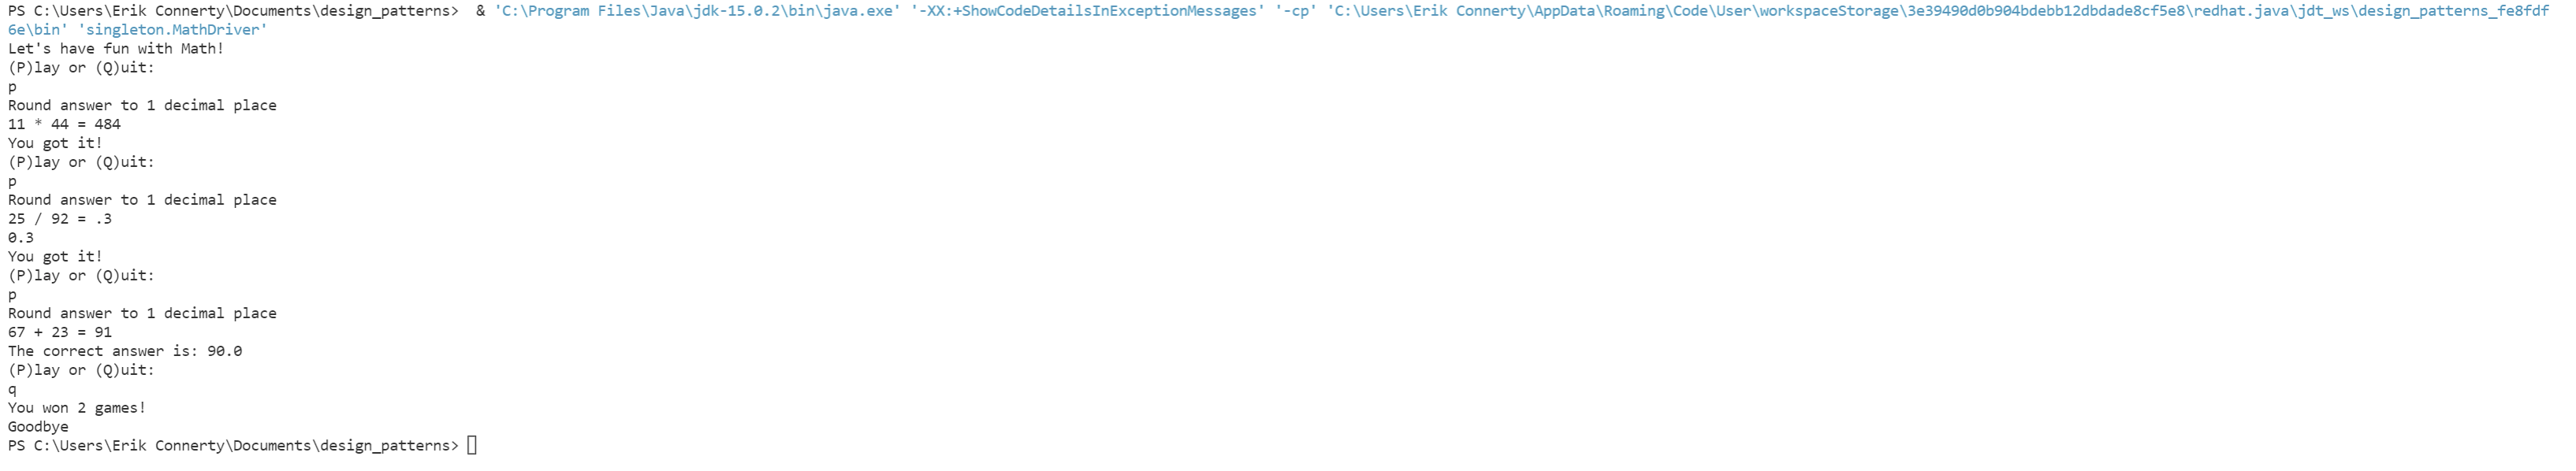 PS C:\Users\Erik Connerty\Documents\design_patterns>  & 'C:\Program Files\Java\jdk-15.0.2\bin\java.exe' '-XX:+ShowCodeDetailsInExceptionMessages' '-cp' 'C:\Users\Erik Connerty\AppData\Roaming\Code\User\workspaceStorage\3e39490d0b904bdebb12dbdade8cf5e8\redhat.java\jdt_ws\design_patterns_fe8fdf
6e\bin' 'singleton.MathDriver'
Let's have fun with Math!
(P)lay or (Q)uit:
p
Round answer to 1 decimal place
11 * 44 = 484
You got it!
(P)lay or (Q)uit:
p
Round answer to 1 decimal place
25 / 92 = .3
0.3
You got it!
(P)lay or (Q)uit:
p
Round answer to 1 decimal place
67 + 23 = 91
The correct answer is: 90.0
(P)lay or (Q)uit:
q
You won 2 games!
Goodbye
PS C:\Users\Erik Connerty\Documents\design_patterns>